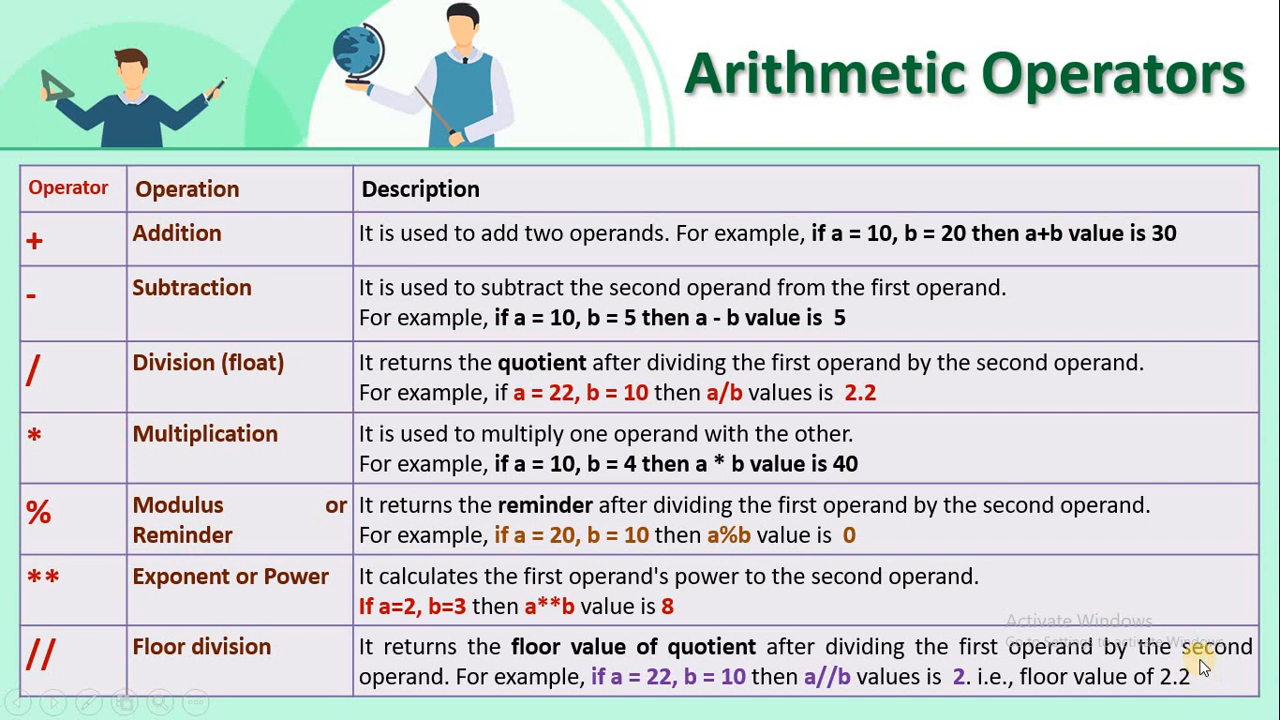 Arithmetic Operators
Operator Operation Description
+ Addition It is used to add two operands. For example, if a = 10, b = 20 then a+b value is 30
- Subtraction It is used to subtract the second operand from the first operand.
For example, if a = 10, b = 5 then a - b value is 5
/ Division (float) It returns the quotient after dividing the first operand by the second operand.
For example, if a = 22, b = 10 then a/b values is 2.2
* Multiplication It is used to multiply one operand with the other.
For example, if a = 10, b = 4 then a * b value is 40
% Modulus or It returns the reminder after dividing the first operand by the second operand.
Reminder For example, if a = 20, b = 10 then a%b value is 0
** Exponent or Power It calculates the first operand's power to the second operand.
If a=2, b=3 then a**b value is 8
Activate Windows
Go to Settings to activate Windows.
// Floor division It returns the floor value of quotient after dividing the first operand by the second
operand. For example, if a = 22, b = 10 then a//b values is 2. i.e., floor value of 2.2